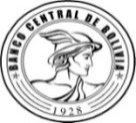 BANCO CENTRAL DE BOLIVIA
1928